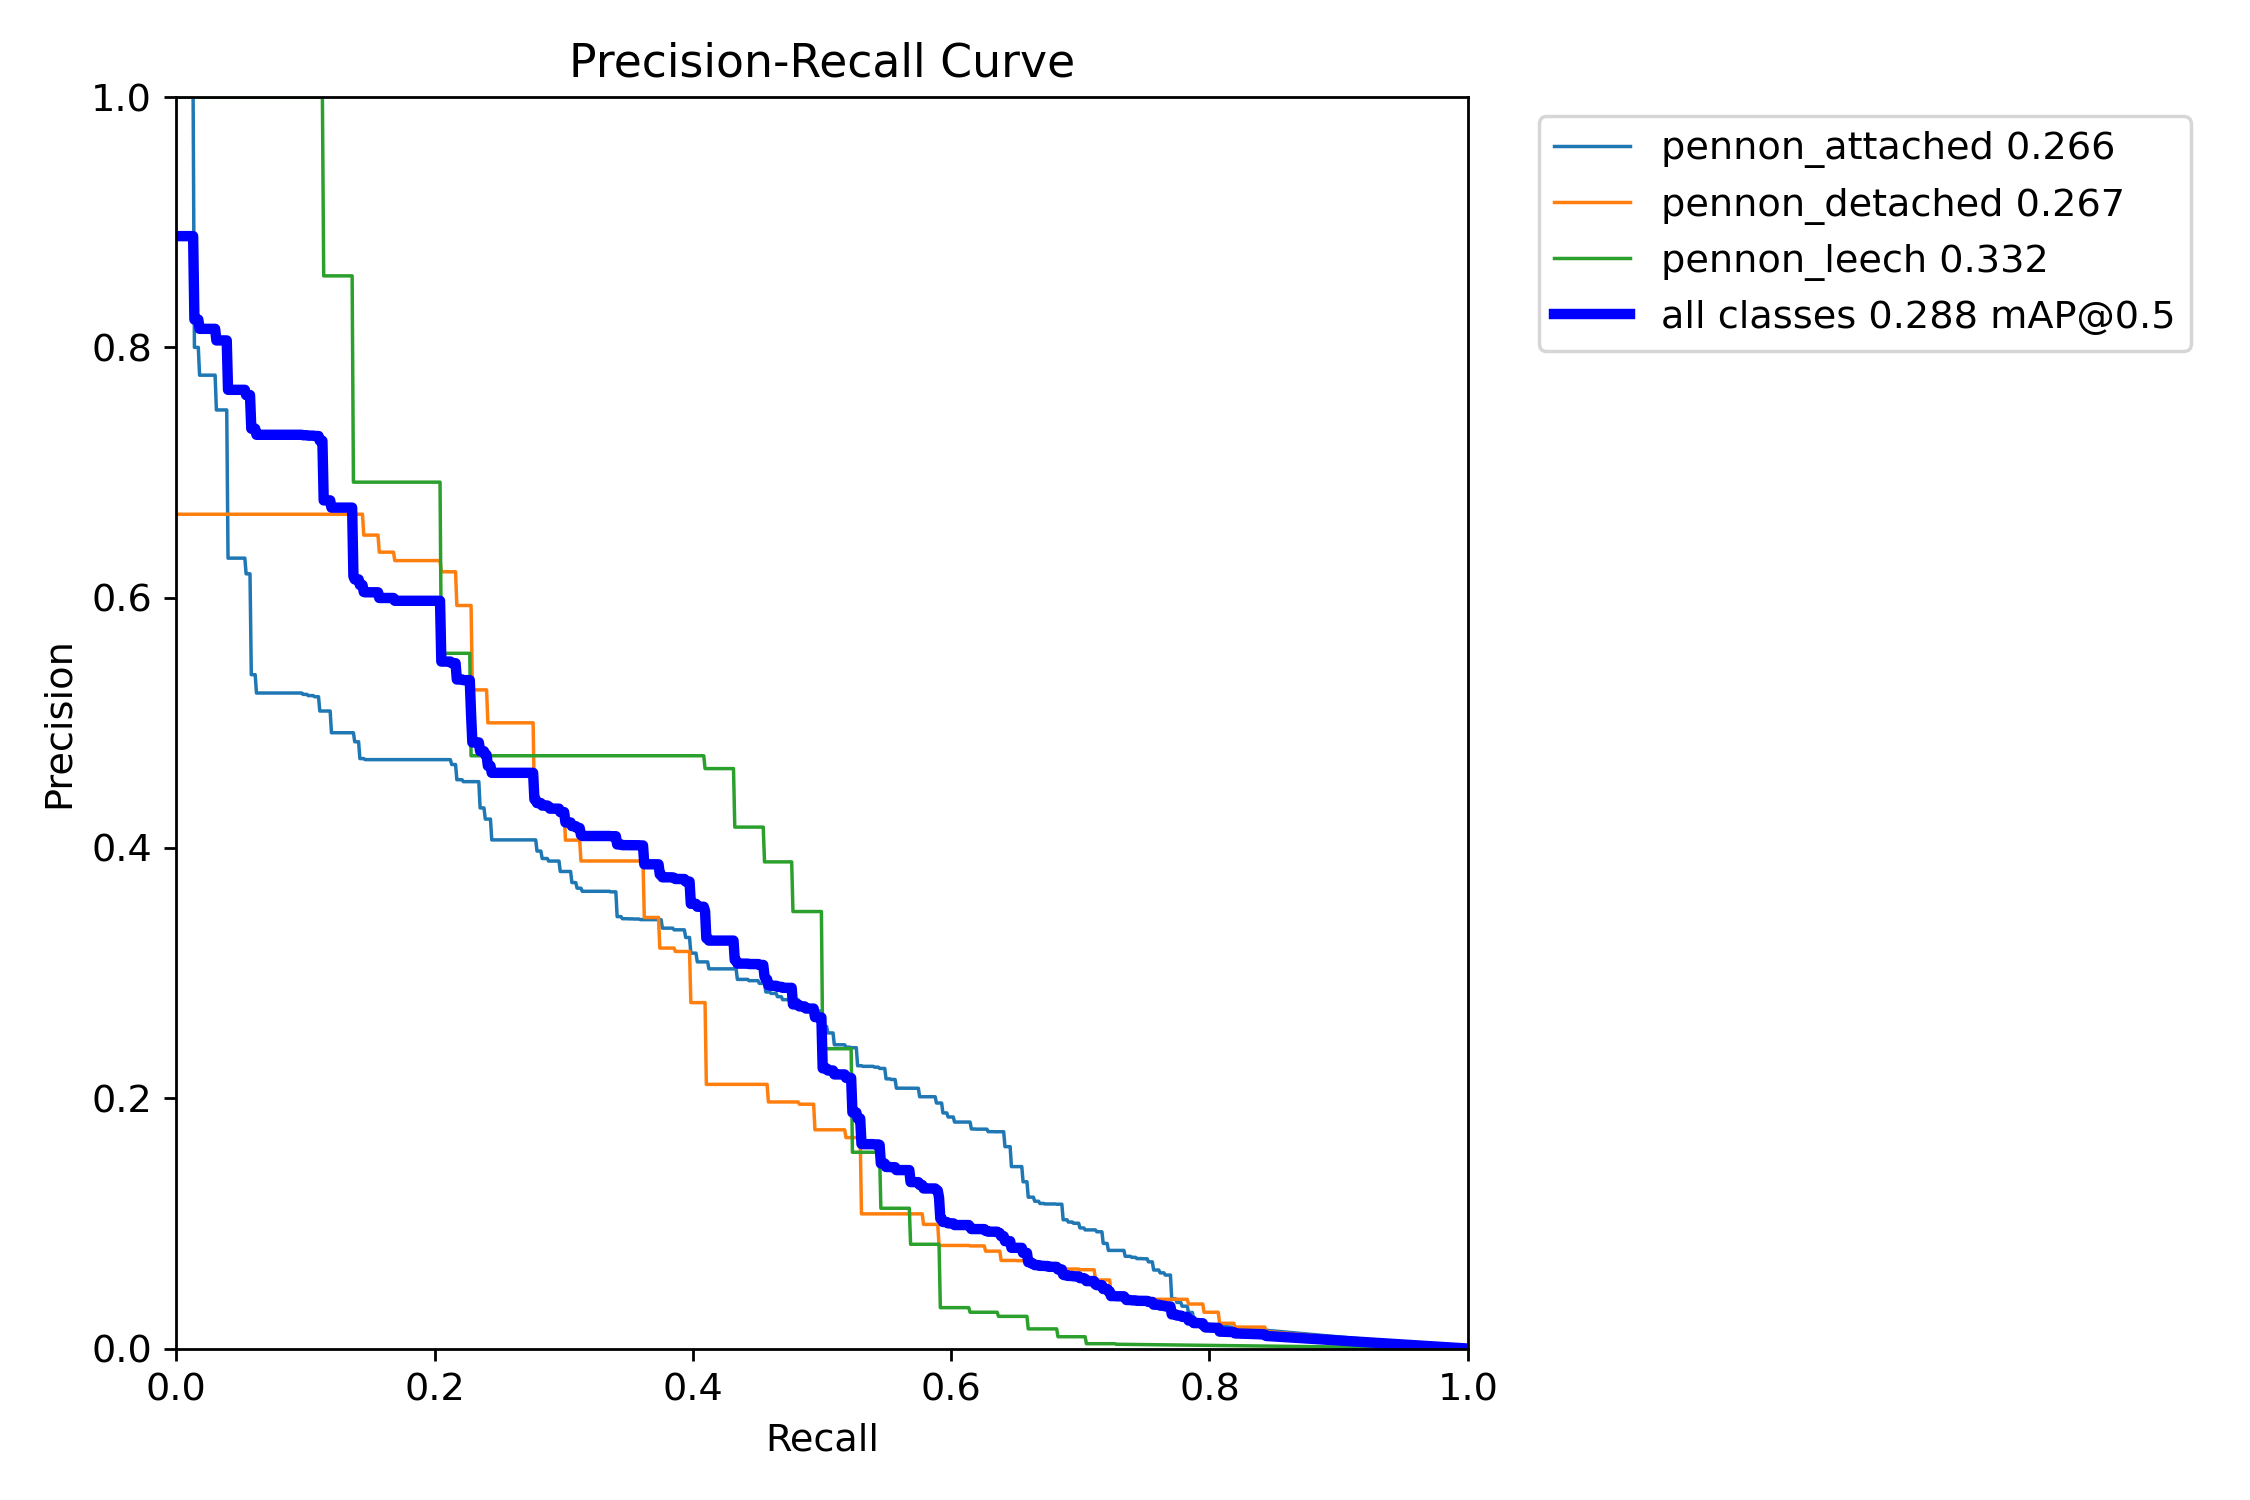 Precision-Recall Curve
1.0
0.8
0.6
0.4
0.2
0.0
Precision
0.0 0.2 0.4 0.6 0.8 1.0
Recall
pennon_attached 0.266
pennon_detached 0.267
pennon_leech 0.332
all classes 0.288 mAP@0.5